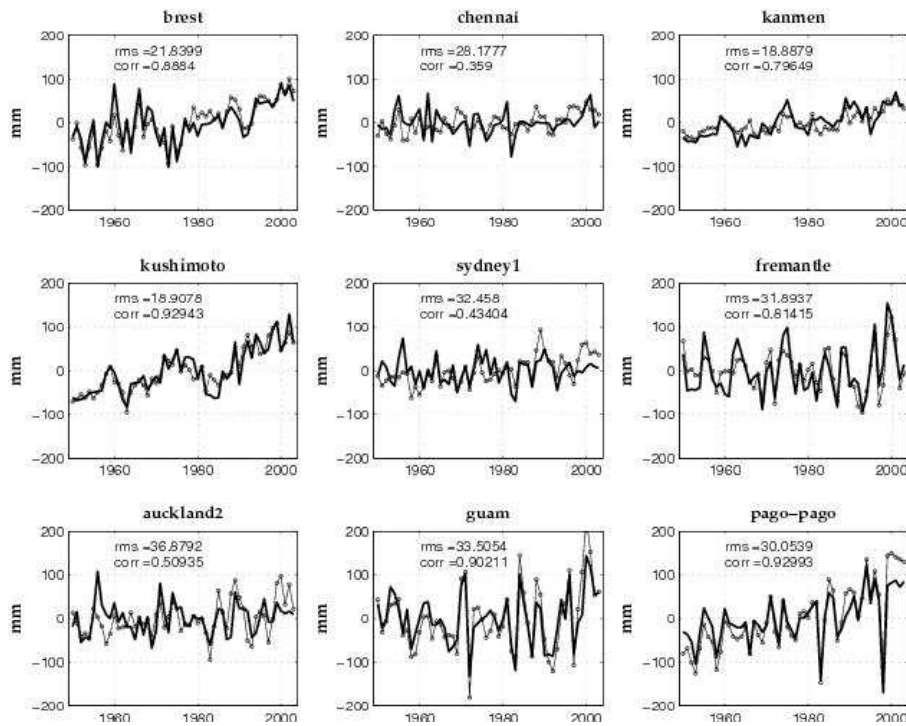 brest
chennai
kanmen
200
rms =21.8399
corr =0.8884
100
mm
0
−100
−200
1960
1980
2000
200
rms =28.1777
corr =0.359
100
mm
0
−100
−200
1960
1980
2000
200
rms =18.8879
corr =0.79649
100
mm
0
−100
−200
1960
1980
2000
kushimoto
sydney1
fremantle
200
rms =18.9078
corr =0.92943
100
mm
0
−100
−200
1960
1980
2000
200
rms =32.458
corr =0.43404
100
mm
0
−100
−200
1960
1980
2000
200
rms =31.8937
corr =0.81415
100
mm
0
−100
−200
1960
1980
2000
auckland2
guam
pago−pago
200
rms =36.8792
corr =0.50935
100
mm
0
−100
−200
1960
1980
2000
200
rms =33.5054
corr =0.90211
100
mm
0
−100
−200
1960
1980
2000
200
rms =30.0539
corr =0.92993
100
mm
0
−100
−200
1960
1980
2000